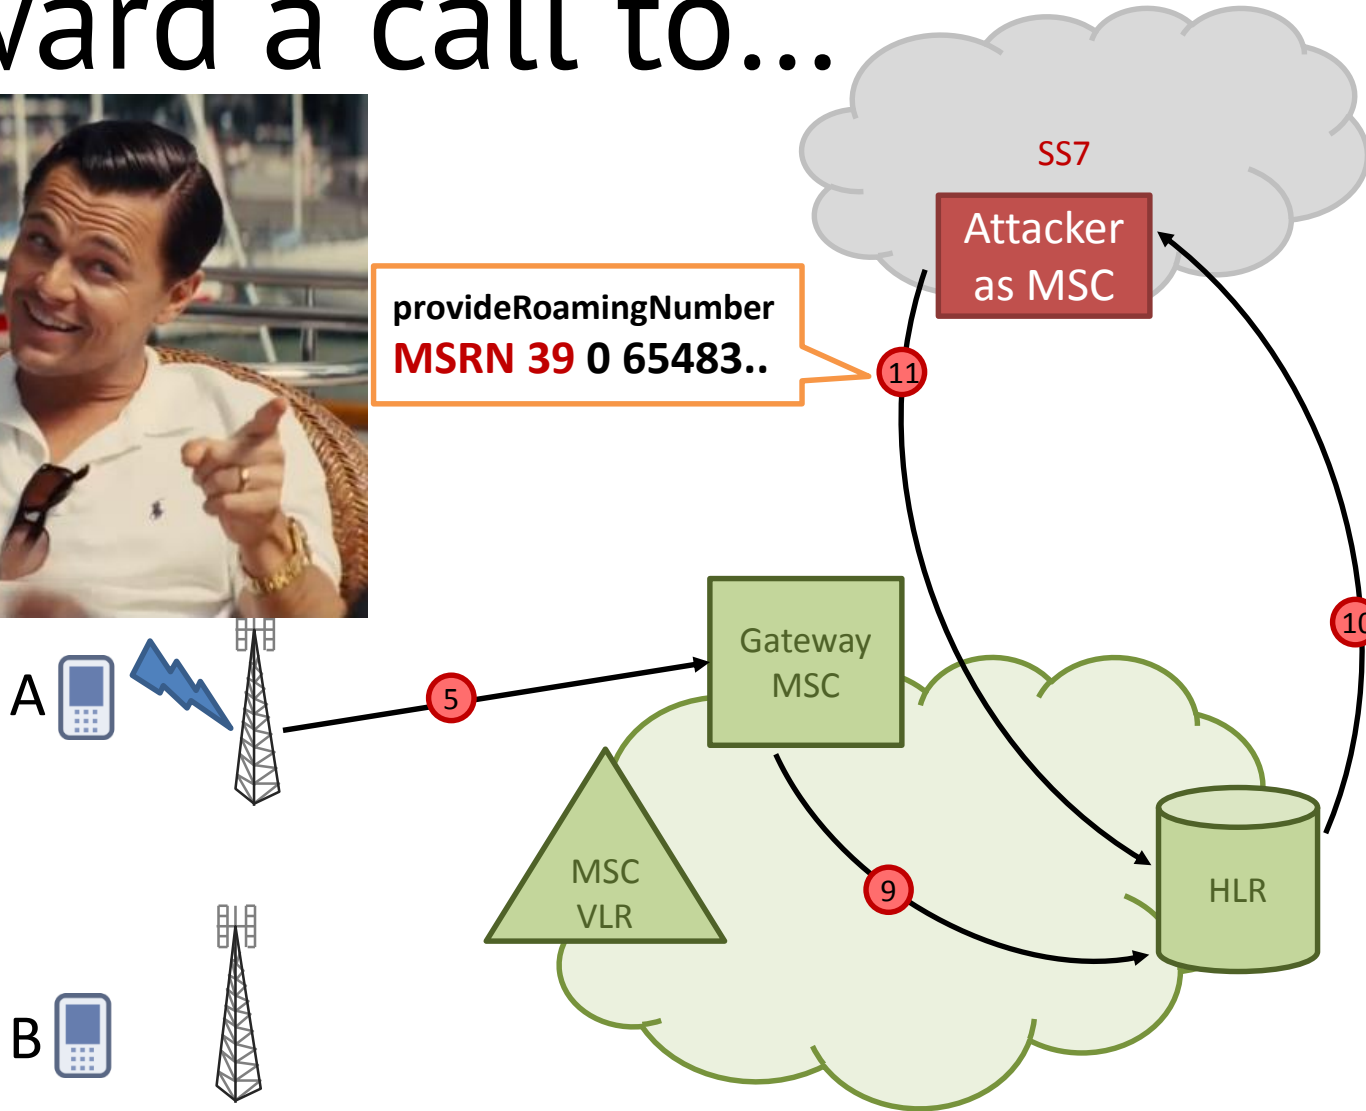 ward a call to...
SS7
Attacker
as MSC
provideRoamingNumber
MSRN 39 0 65483..
11
10
Gateway
MSC
A
5
MSC
VLR
9
HLR
B